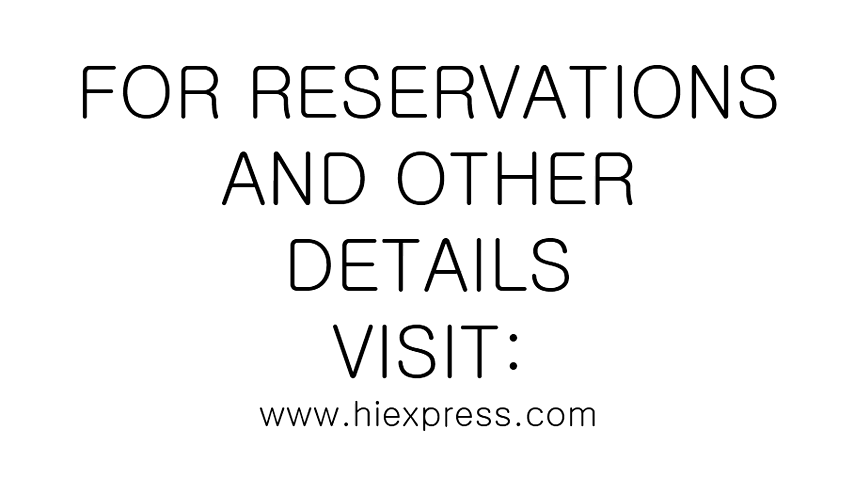 FOR RESERVATIONS
AND OTHER
DETAILS
VISIT:
www.hiexpress.com